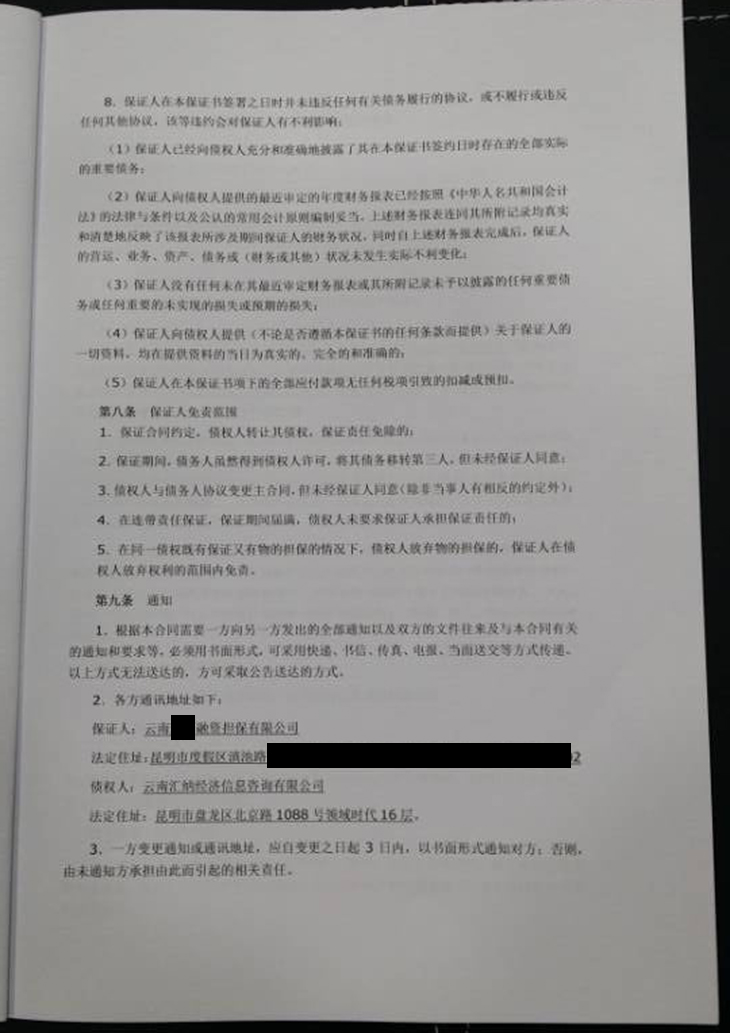 8．保证人在本保证书签署之日时并未违反任何有关债务履行的协议，或不履行或违反
任何其他协议，该等违约会对保证人有不利影响；
（1）保证人已经向债权人充分和准确地披露了其在本保证书签约日时存在的全部实际
的重要债务；
（2）保证人向债权人提供的最近审定的年度财务报表已经按照《中华人名共和国会计
法》的法律与条件以及公认的常用会计原则编制妥当。上述财务报表连同其所附记录均真实
和清楚地反映了该报表所涉及期间保证人的财务状况，同时自上述财务报表完成后，保证人
的营运、业务、资产、债务或（财务或其他）状况未发生实际不利变化；
（3）保证人没有任何未在其最近审定财务报表或其所附记录未予以披露的任何重要债
务或任何重要的未实现的损失或预期的损失；
（4）保证人向债权人提供（不论是否遵循本保证书的任何条款而提供）关于保证人的
一切资料，均在提供资料的当日为真实的、完全的和准确的；
（5）保证人在本保证书项下的全部应付款项无任何税项引致的扣减或预扣。
第八条 保证人免责范围
1．保证合同约定，债权人转让其债权，保证责任免除的；
2．保证期间，债务人虽然得到债权人许可，将其债务移转第三人，但未经保证人同意；
3．债权人与债务人协议变更主合同，但未经保证人同意（除非当事人有相反的约定外）；
4．在连带责任保证，保证期间届满，债权人未要求保证人承担保证责任的；
5．在同一债权既有保证又有物的担保的情况下，债权人放弃物的担保的，保证人在债
权人放弃权利的范围内免责。
第九条 通知
1．根据本合同需要一方向另一方发出的全部通知以及双方的文件往来及与本合同有关
的通知和要求等，必须用书面形式，可采用快递、书信、传真、电报、当面送交等方式传递。
以上方式无法送达的，方可采取公告送达的方式。
2．各方通讯地址如下：
保证人：云南 融资担保有限公司
法定住址：昆明市度假区滇池路 02
债权人：云南汇纳经济信息咨询有限公司
法定住址：昆明市盘龙区北京路 1088 号领域时代 16 层。
3．一方变更通知或通讯地址，应自变更之日起 3 日内，以书面形式通知对方；否则，
由未通知方承担由此而引起的相关责任。